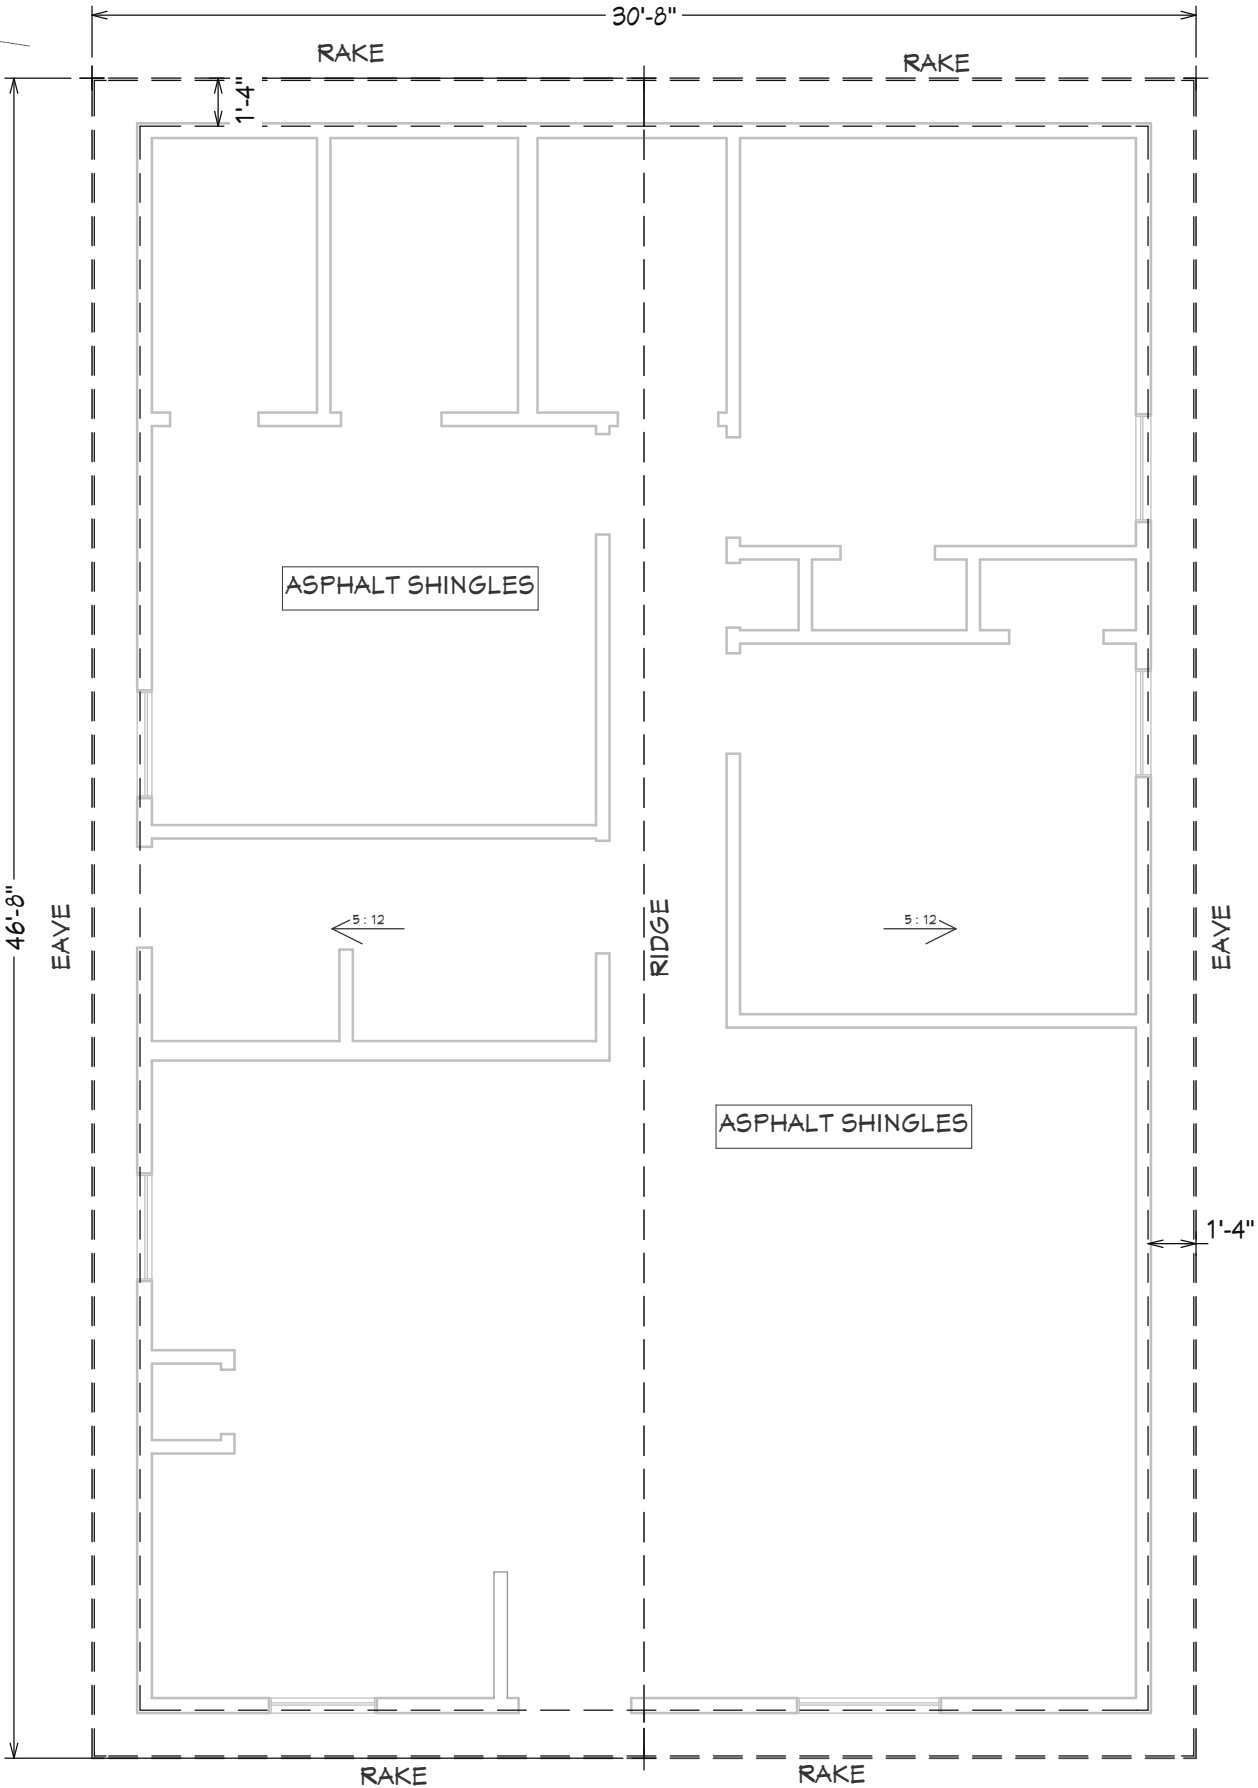 30'-8"
RAKE
RAKE
1'-4"
ASPHALT SHINGLES
46'-8"
EAVE
5 : 12
RIDGE
5 : 12
EAVE
ASPHALT SHINGLES
1'-4"
RAKE
RAKE